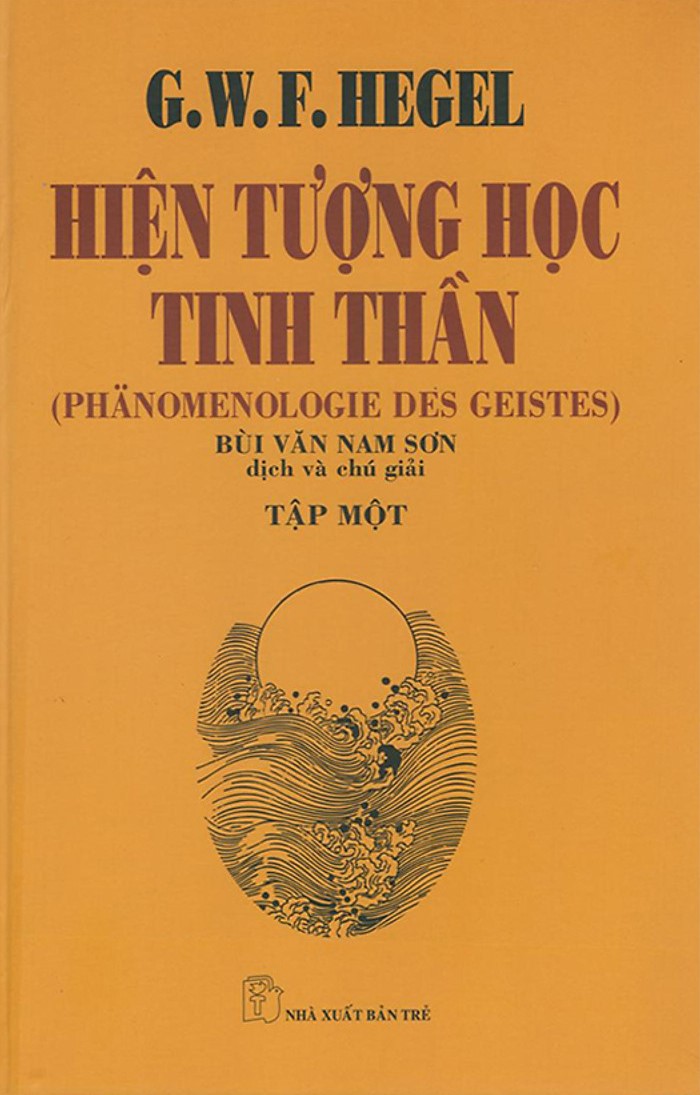 G.W.F. HEGEL
HIỆN TƯỢNG HỌC
TINH THẦN
(PHÄNOMENOLOGIE DES GEISTES)
BÙI VĂN NAM SƠN
dịch và chú giải
TẬP MỘT
NHÀ XUẤT BẢN TRẺ